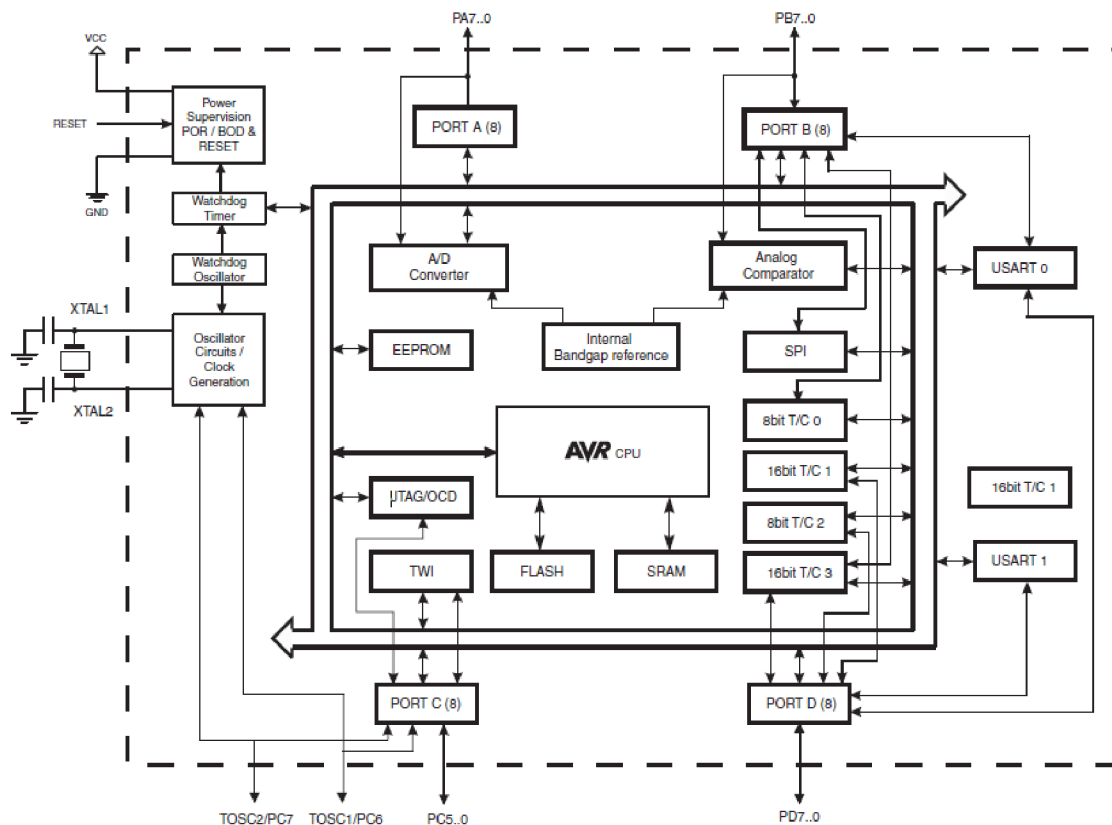 PA7..0
PB7..0
VCC
Power
Supervision
POR / BOD &
RESET
RESET
GND
PORT A (8)
PORT B (8)
Watchdog
Timer
Watchdog
Oscillator
A/D
Converter
Analog
Comparator
USART 0
XTAL1
Oscillator
Circuits /
Clock
Generation
XTAL2
EEPROM
Internal
Bandgap reference
SPI
8bit T/C 0
AVR CPU
16bit T/C 1
16bit T/C 1
JTAG/OCD
8bit T/C 2
TWI
FLASH
SRAM
16bit T/C 3
USART 1
PORT C (8)
PORT D (8)
TOSC2/PC7
TOSC1/PC6
PC5..0
PD7..0